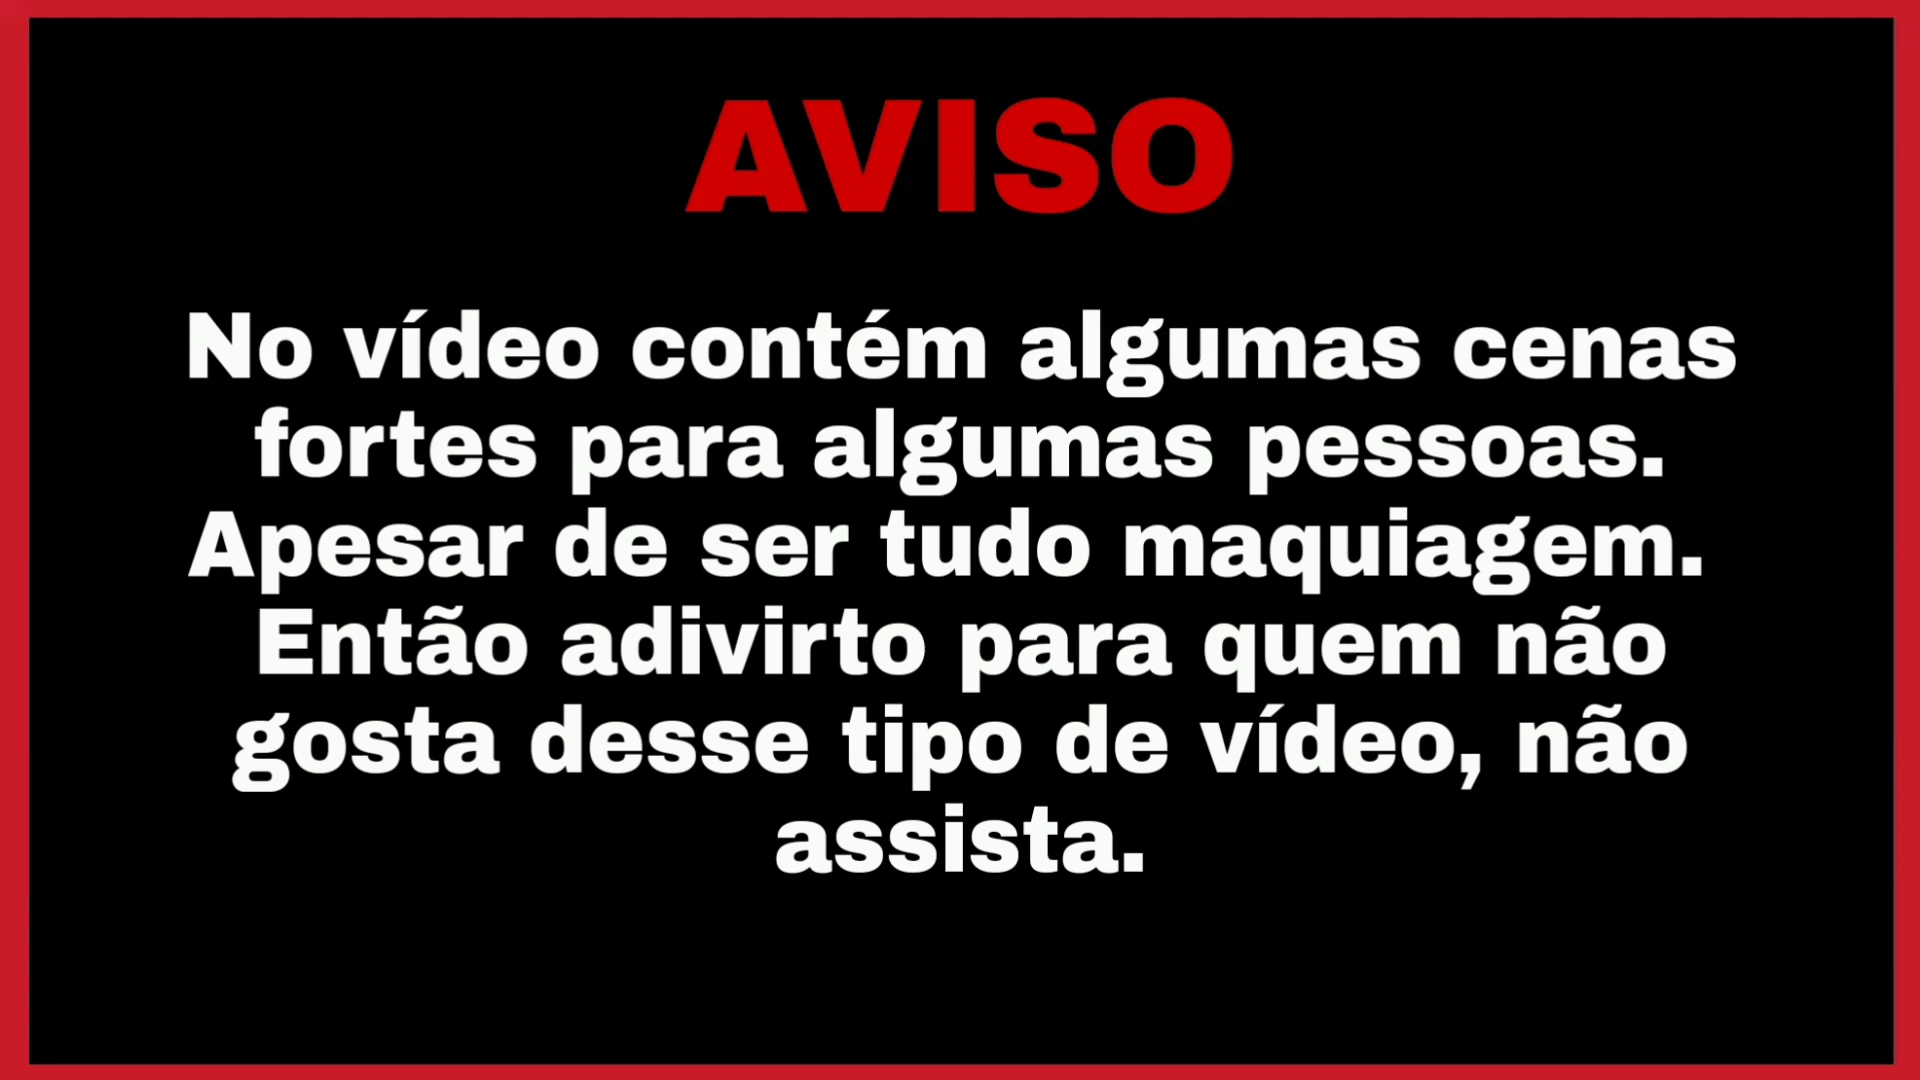 AVISO
No vídeo contém algumas cenas
fortes para algumas pessoas.
Apesar de ser tudo maquiagem.
Então adivirto para quem não
gosta desse tipo de vídeo, não
assista.